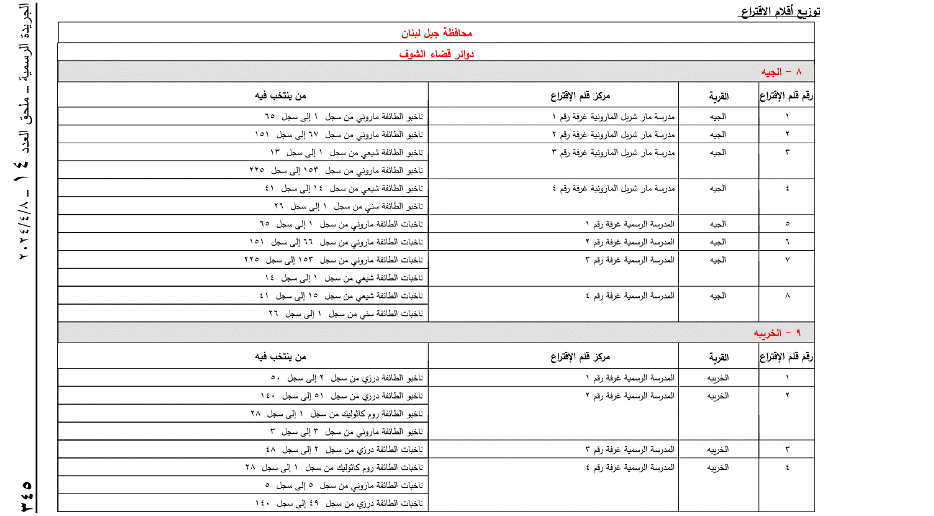 توزيع أقلام الاقتراع
محافظة جبل لبنان
دوائر قضاء الشوف
٨ - الجيه
رقم قلم الإقتراع القرية مركز قلم الإقتراع من ينتخب فيه
١ الجيه مدرسة مار شربل المارونية غرفة رقم ١ ناخبو الطائفة ماروني من سجل ١ إلى سجل ٦٥
٢ الجيه مدرسة مار شربل المارونية غرفة رقم ٢ ناخبو الطائفة ماروني من سجل ٦٧ إلى سجل ١٥١
٣ الجيه مدرسة مار شربل المارونية غرفة رقم ٣ ناخبو الطائفة شيعي من سجل ١ إلى سجل ١٣
ناخبو الطائفة ماروني من سجل ١٥٣ إلى سجل ٢٢٥
٤ الجيه مدرسة مار شربل المارونية غرفة رقم ٤ ناخبو الطائفة شيعي من سجل ١٤ إلى سجل ٤١
ناخبو الطائفة سني من سجل ١ إلى سجل ٢٦
٥ الجيه المدرسة الرسمية غرفة رقم ١ ناخبات الطائفة ماروني من سجل ١ إلى سجل ٦٥
٦ الجيه المدرسة الرسمية غرفة رقم ٢ ناخبات الطائفة ماروني من سجل ٦٦ إلى سجل ١٥١
٧ الجيه المدرسة الرسمية غرفة رقم ٣ ناخبات الطائفة ماروني من سجل ١٥٣ إلى سجل ٢٢٥
ناخبات الطائفة شيعي من سجل ١ إلى سجل ١٤
٨ الجيه المدرسة الرسمية غرفة رقم ٤ ناخبات الطائفة شيعي من سجل ١٥ إلى سجل ٤١
ناخبات الطائفة سني من سجل ١ إلى سجل ٢٦
٩ - الخريبه
رقم قلم الإقتراع القرية مركز قلم الإقتراع من ينتخب فيه
١ الخريبه المدرسة الرسمية غرفة رقم ١ ناخبو الطائفة درزي من سجل ٢ إلى سجل ٥٠
٢ الخريبه المدرسة الرسمية غرفة رقم ٢ ناخبو الطائفة درزي من سجل ٥١ إلى سجل ١٤٠
ناخبو الطائفة روم كاثوليك من سجل ١ إلى سجل ٢٨
ناخبو الطائفة ماروني من سجل ٣ إلى سجل ٣
٣ الخريبه المدرسة الرسمية غرفة رقم ٣ ناخبات الطائفة درزي من سجل ٢ إلى سجل ٤٨
٤ الخريبه المدرسة الرسمية غرفة رقم ٤ ناخبات الطائفة روم كاثوليك من سجل ١ إلى سجل ٢٨
ناخبات الطائفة ماروني من سجل ٥ إلى سجل ٥
ناخبات الطائفة درزي من سجل ٤٩ إلى سجل ١٤٠
الجريدة الرسمية – ملحق العدد ١٤ – ٢٠٢٤/٤/٨
٣٤٥